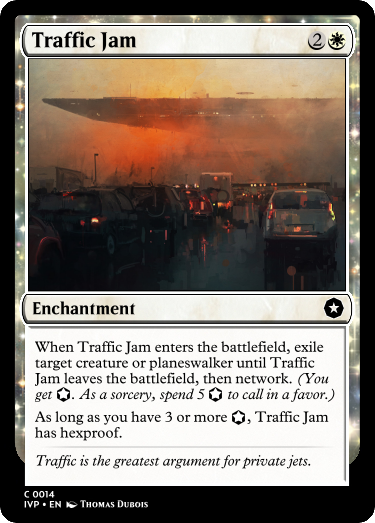 Traffic Jam 2
Enchantment
When Traffic Jam enters the battlefield, exile
target creature or planeswalker until Traffic
Jam leaves the battlefield, then network. (You
get . As a sorcery, spend 5 to call in a favor.)
As long as you have 3 or more , Traffic Jam
has hexproof.
Traffic is the greatest argument for private jets.
C 0014
IVP • EN Thomas Dubois